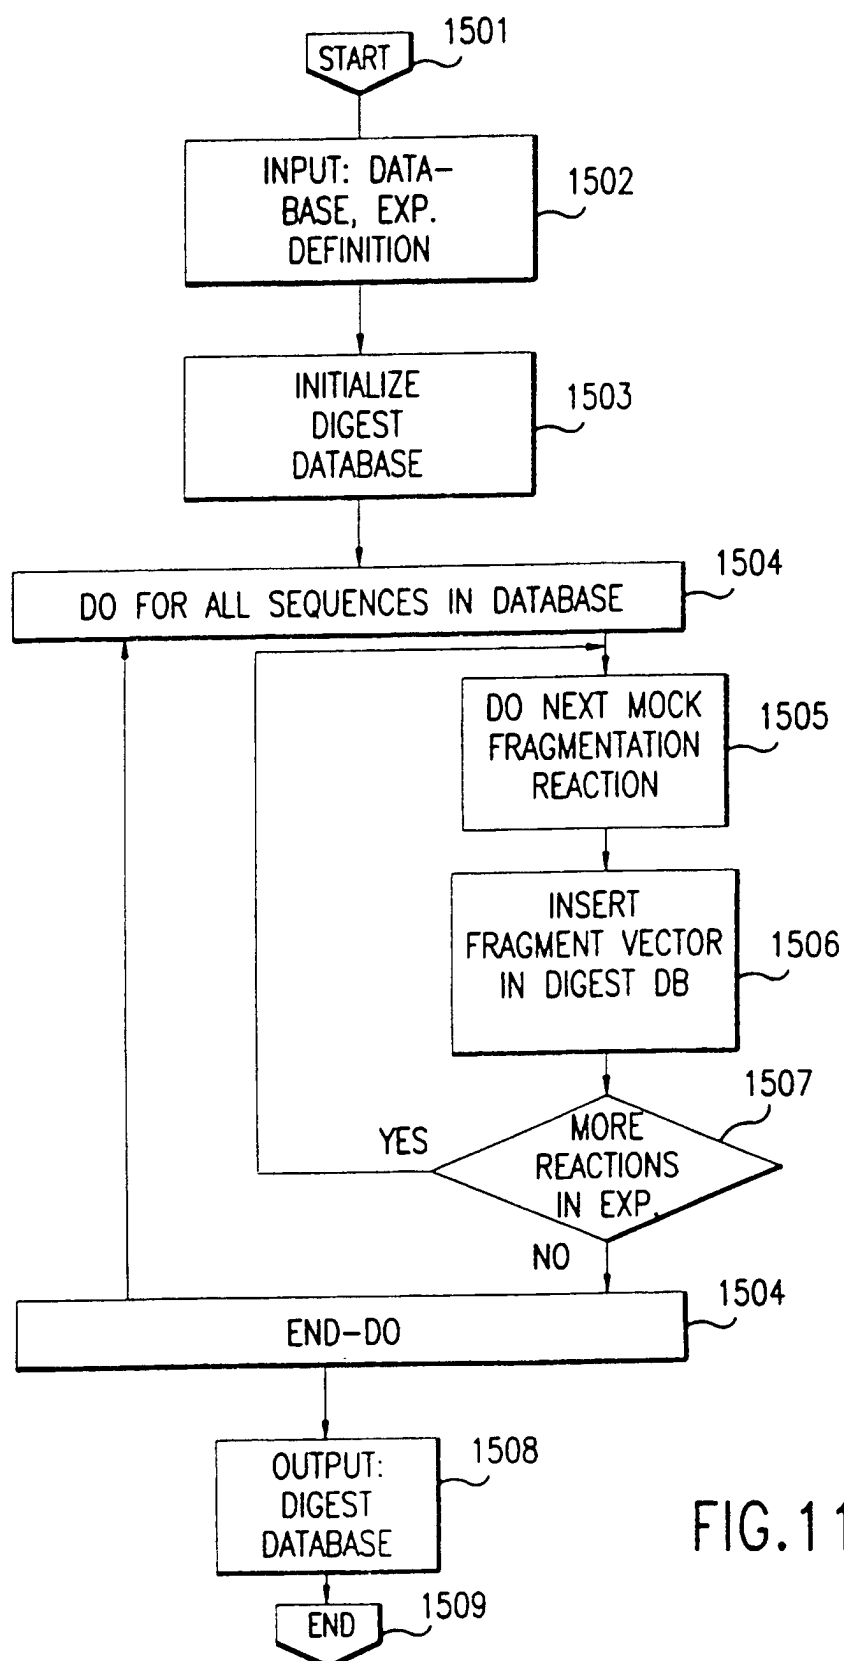 START
1501
INPUT: DATA-
BASE, EXP.
DEFINITION
1502
INITIALIZE
DIGEST
DATABASE
1503
DO FOR ALL SEQUENCES IN DATABASE
1504
DO NEXT MOCK
FRAGMENTATION
REACTION
1505
INSERT
FRAGMENT VECTOR
IN DIGEST DB
1506
MORE
REACTIONS
IN EXP.
1507
YES
NO
END-DO
1504
OUTPUT:
DIGEST
DATABASE
1508
END
1509
FIG.11